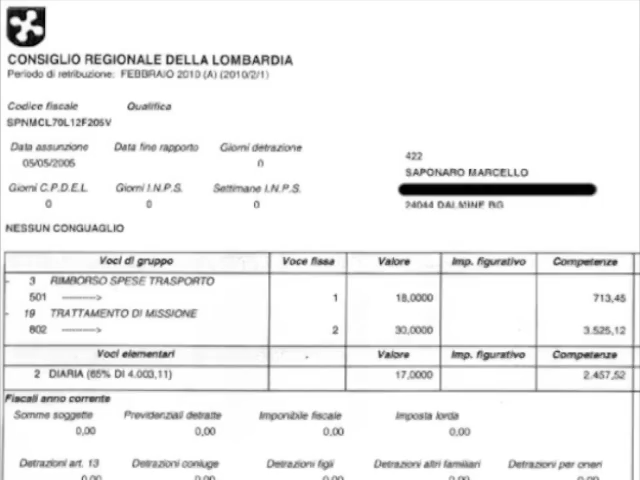 CONSIGLIO REGIONALE DELLA LOMBARDIA
Periodo di retribuzione: FEBBRAIO 2010 (A) (2010/2/1)
Codice fiscale Qualifica
SPNMCL70L12F205V
Data assunzione Data fine rapporto Giorni detrazione
05/05/2005 0
422
SAPONARO MARCELLO
Giorni C.P.D.E.L. Giorni I.N.P.S. Settimane I.N.P.S.
0 0 0
24044 DALMINE BG
NESSUN CONGUAGLIO
Voci di gruppo Voce fissa Valore Imp. figurativo Competenze
- 3 RIMBORSO SPESE TRASPORTO
501 ----------> 1 18,0000 713,45
- 19 TRATTAMENTO DI MISSIONE
802 ----------> 2 30,0000 3.525,12
Voci elementari Valore Imp. figurativo Competenze
2 DIARIA (65% DI 4.003,11) 17,0000 2.457,52
Fiscali anno corrente
Somme soggette Previdenziali detratte Imponibile fiscale Imposta lorda
0,00 0,00 0,00 0,00
Detrazioni art. 13 Detrazioni coniuge Detrazioni figli Detrazioni altri familiari Detrazioni per oneri
0,00 0,00 0,00 0,00 0,00